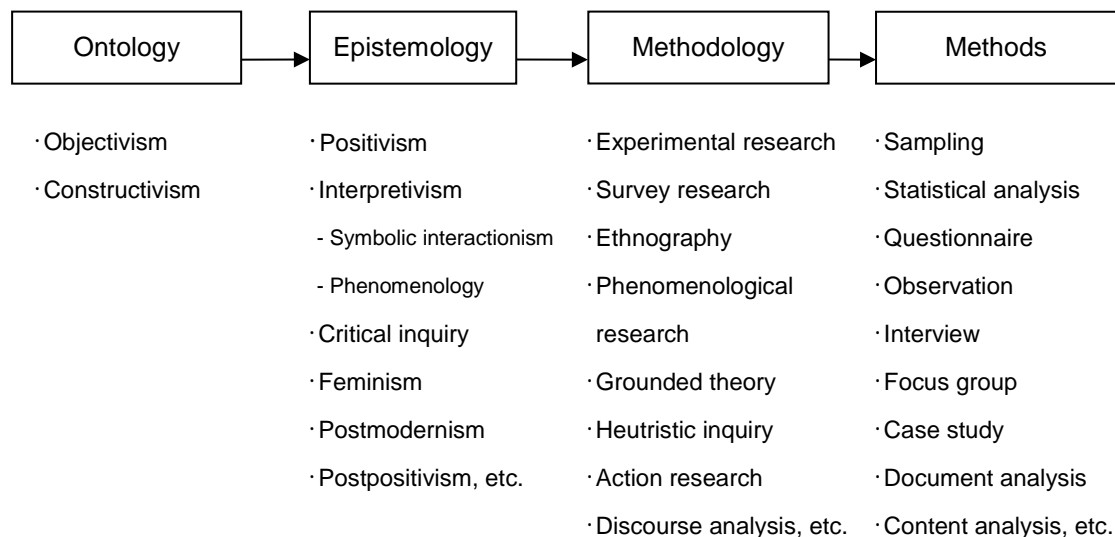 Ontology
Epistemology
Methodology
Methods
· Objectivism
· Constructivism
· Positivism
· Interpretivism
- Symbolic interactionism
- Phenomenology
· Critical inquiry
· Feminism
· Postmodernism
· Postpositivism, etc.
· Experimental research
· Survey research
· Ethnography
· Phenomenological
research
· Grounded theory
· Heutristic inquiry
· Action research
· Discourse analysis, etc.
· Sampling
· Statistical analysis
· Questionnaire
· Observation
· Interview
· Focus group
· Case study
· Document analysis
· Content analysis, etc.